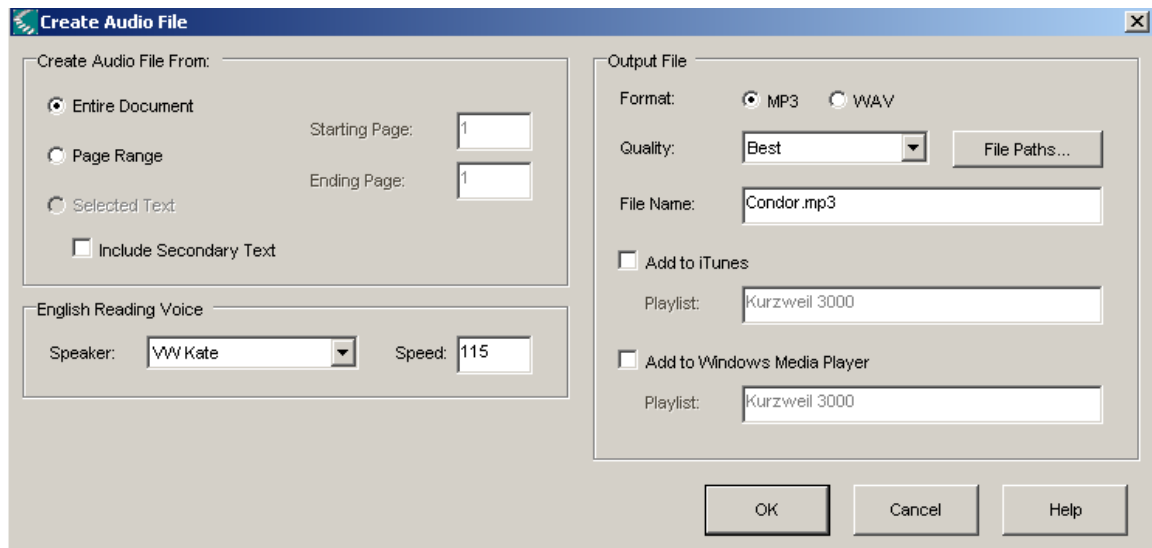 Create Audio File
Create Audio File From:
Entire Document
Starting Page: 1
Page Range
Ending Page: 1
Selected Text
Include Secondary Text
English Reading Voice
Speaker: VW Kate Speed: 115
Output File
Format: MP3 WAV
Quality: Best File Paths...
File Name: Condor.mp3
Add to iTunes
Playlist: Kurzweil 3000
Add to Windows Media Player
Playlist: Kurzweil 3000
OK Cancel Help